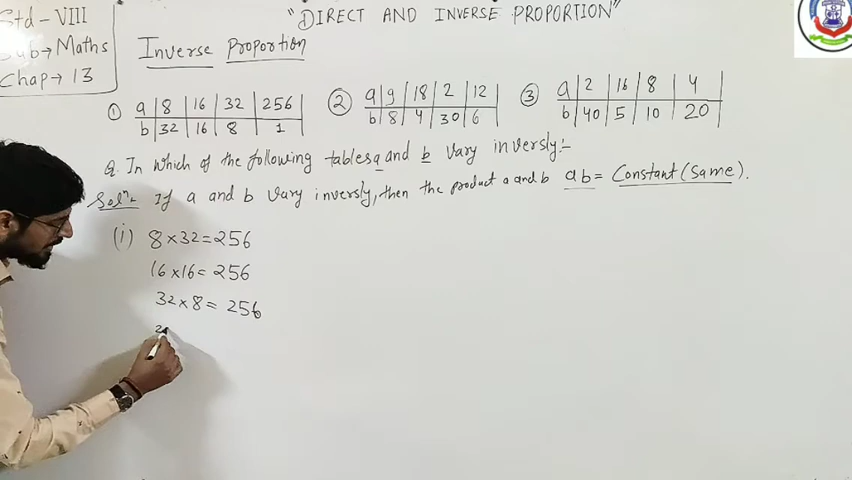 Std-VIII
Sub→Maths
Chap→13
"DIRECT AND INVERSE PROPORTION"
Inverse Proportion
① a 8 16 32 256
b 32 16 8 1
② a 9 18 2 12
b 8 4 30 6
③ a 2 16 8 4
b 40 5 10 20
Q. In which of the following tables a and b vary inversly:-
Solⁿ:- If a and b vary inversly, then the product a and b ab = Constant (Same).
(i) 8×32=256
16×16=256
32×8=256
2